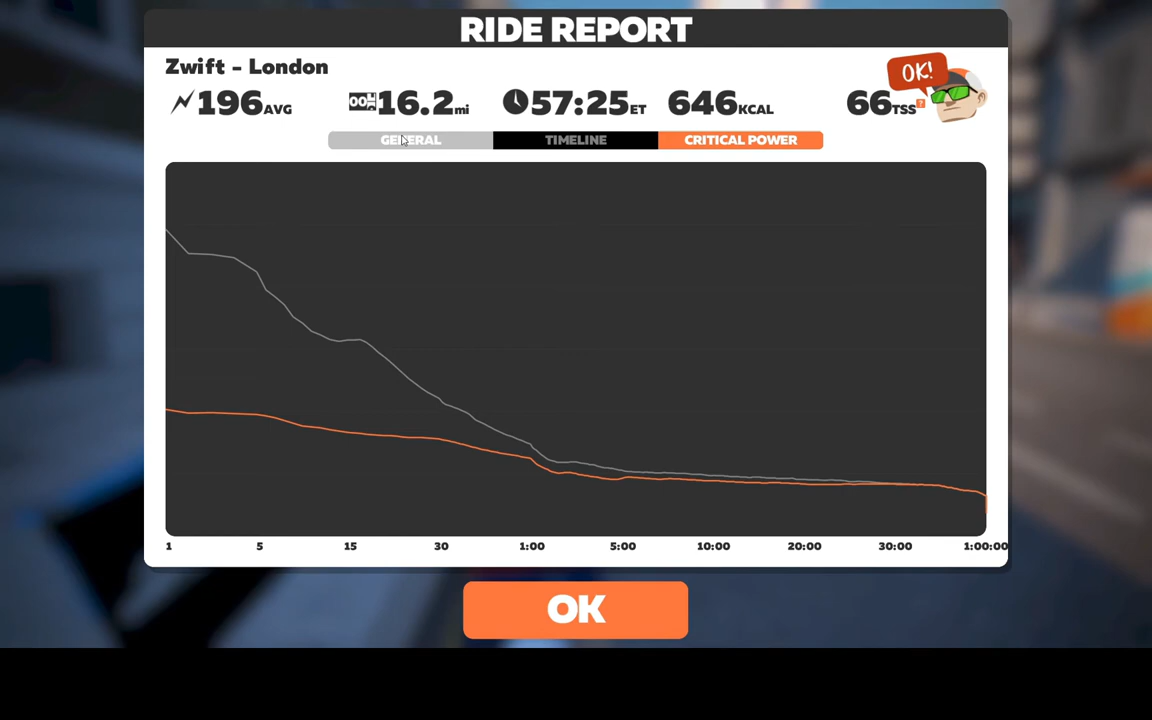 RIDE REPORT
Zwift - London
196AVG 16.2mi 57:25ET 646KCAL 66TSS?
OK!
GENERAL TIMELINE CRITICAL POWER
1 5 15 30 1:00 5:00 10:00 20:00 30:00 1:00:00
OK